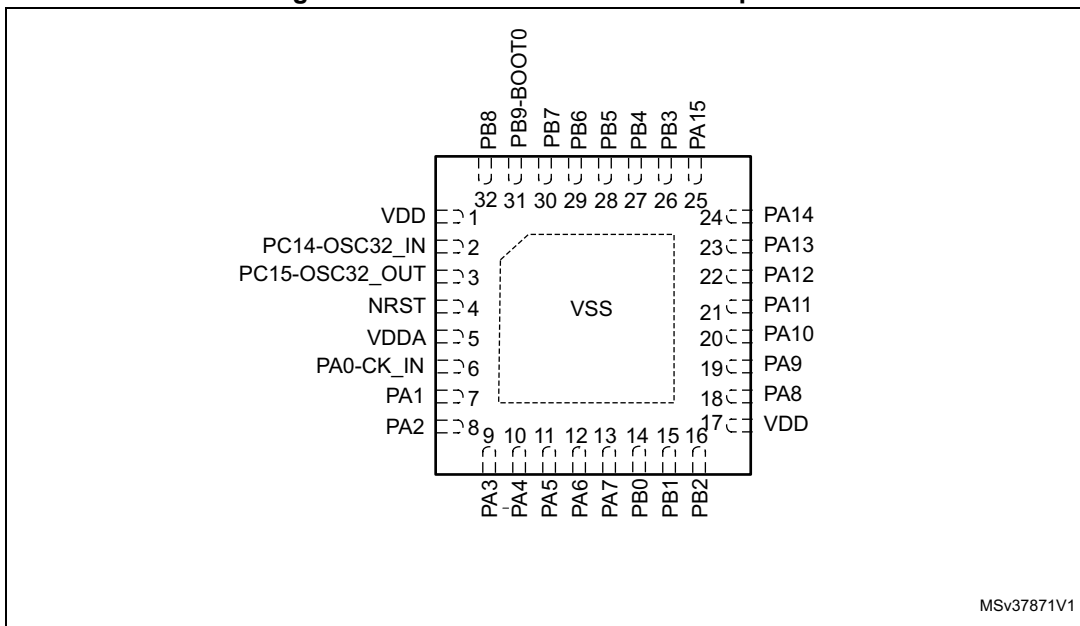 PB8
PB9-BOOT0
PB7
PB6
PB5
PB4
PB3
PA15
32 31 30 29 28 27 26 25
VDD 1
PC14-OSC32_IN 2
PC15-OSC32_OUT 3
NRST 4
VDDA 5
PA0-CK_IN 6
PA1 7
PA2 8
VSS
24 PA14
23 PA13
22 PA12
21 PA11
20 PA10
19 PA9
18 PA8
17 VDD
9 10 11 12 13 14 15 16
PA3
PA4
PA5
PA6
PA7
PB0
PB1
PB2
MSv37871V1